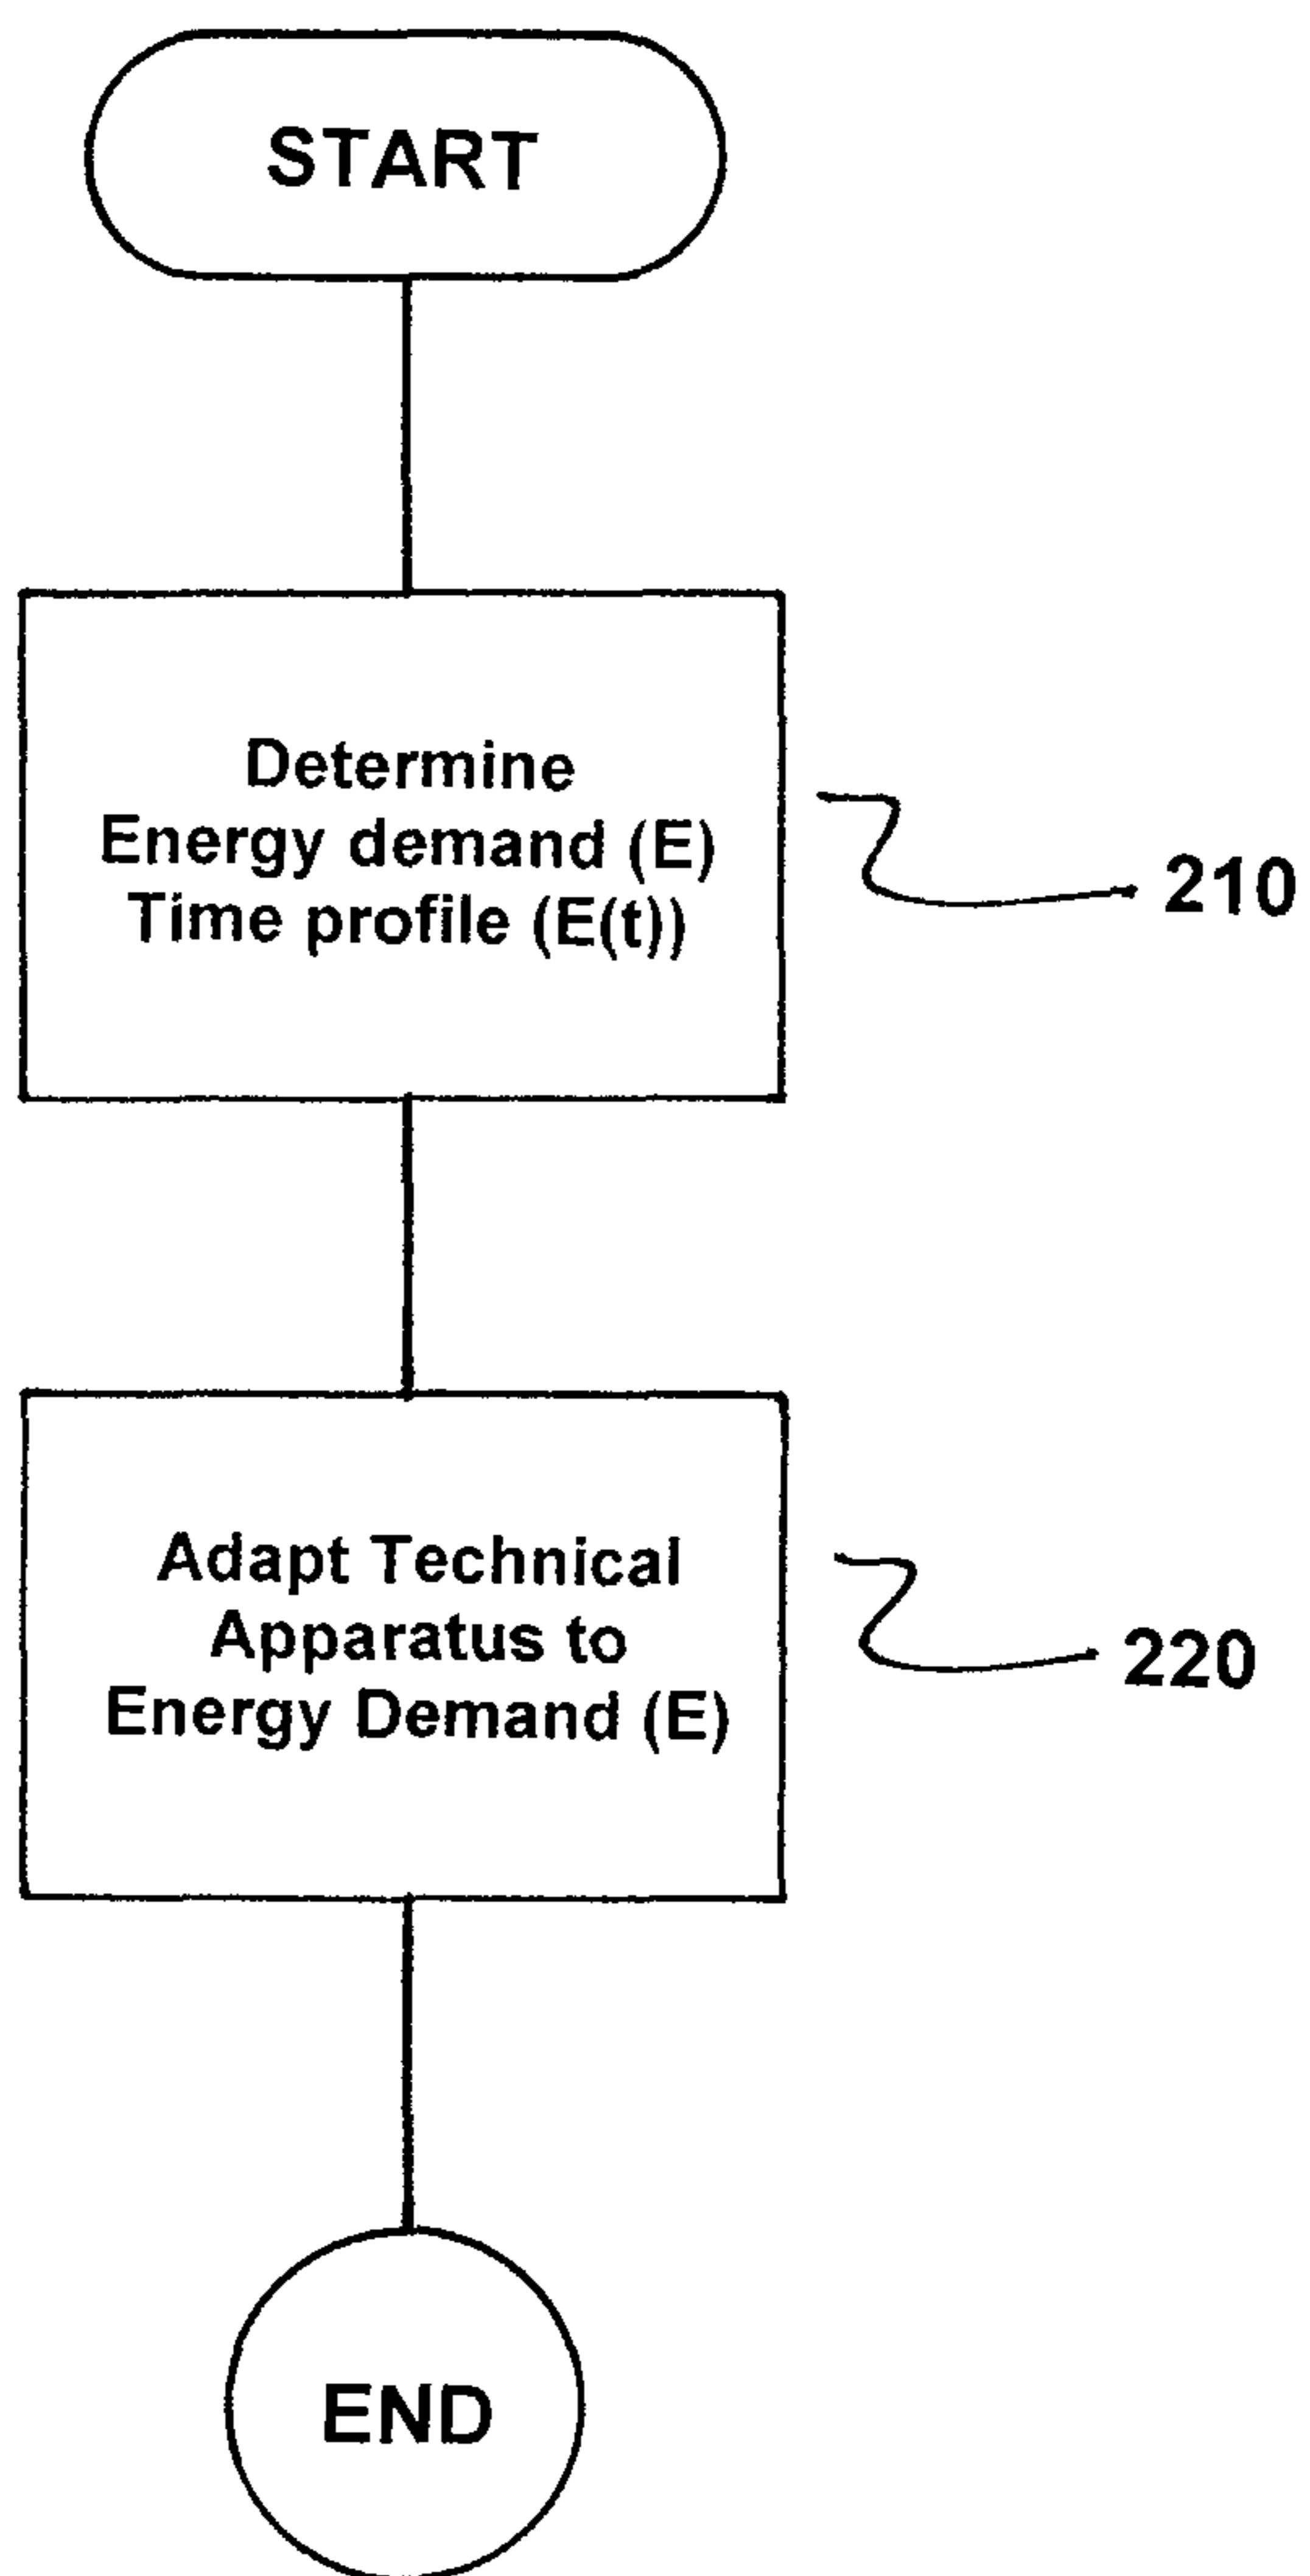 START
Determine
Energy demand (E)
Time profile (E(t))
210
Adapt Technical
Apparatus to
Energy Demand (E)
220
END